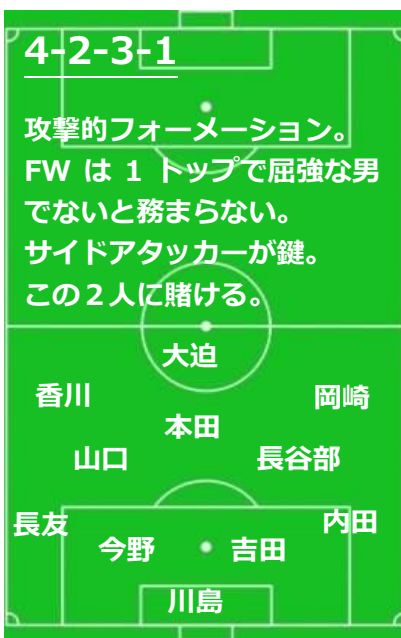 4-2-3-1
攻撃的フォーメーション。
FW は 1 トップで屈強な男
でないと務まらない。
サイドアタッカーが鍵。
この２人に賭ける。
大迫
香川 岡崎
本田
山口 長谷部
長友 内田
今野 吉田
川島